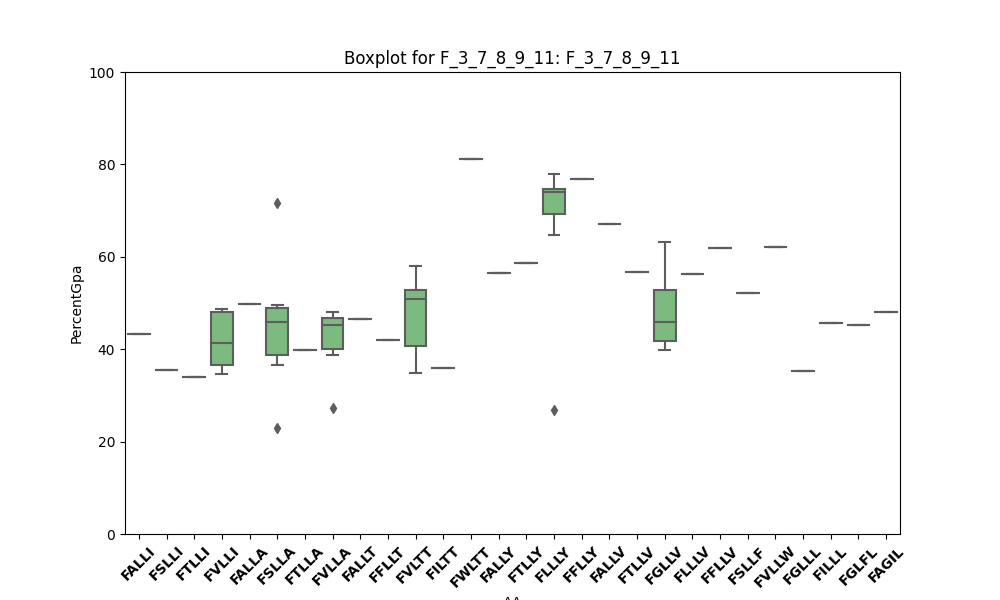 Boxplot for F_3_7_8_9_11: F_3_7_8_9_11
100
80
60
40
20
0
PercentGpa
FALLI
FSLLI
FTLLI
FVLLI
FALLA
FSLLA
FTLLA
FVLLA
FALLT
FFLLT
FVLTT
FILTT
FWLTT
FALLY
FTLLY
FLLLY
FFLLY
FALLV
FTLLV
FGLLV
FLLLV
FFLLV
FSLLF
FVLLW
FGLLL
FILLL
FGLFL
FAGIL